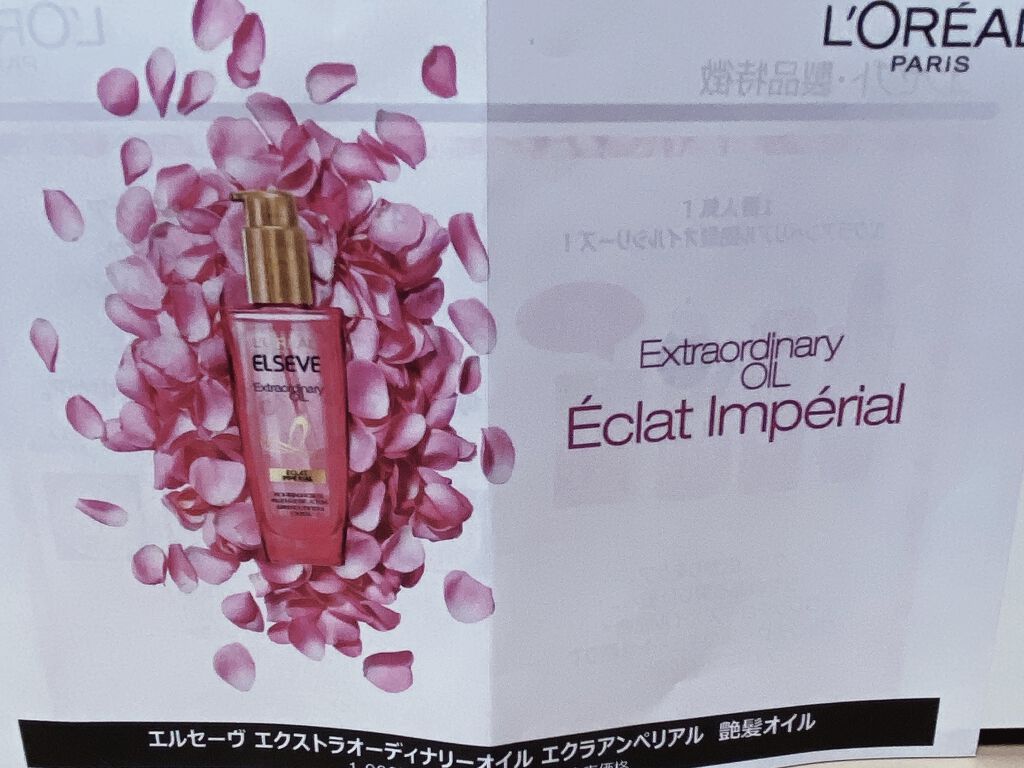 L'ORÉAL
PARIS
ELSEVE
Extraordinary
OIL
ÉCLAT
IMPÉRIAL
Extraordinary
OIL
Éclat Impérial
エルセーヴ エクストラオーディナリーオイル エクラアンペリアル 艶髪オイル